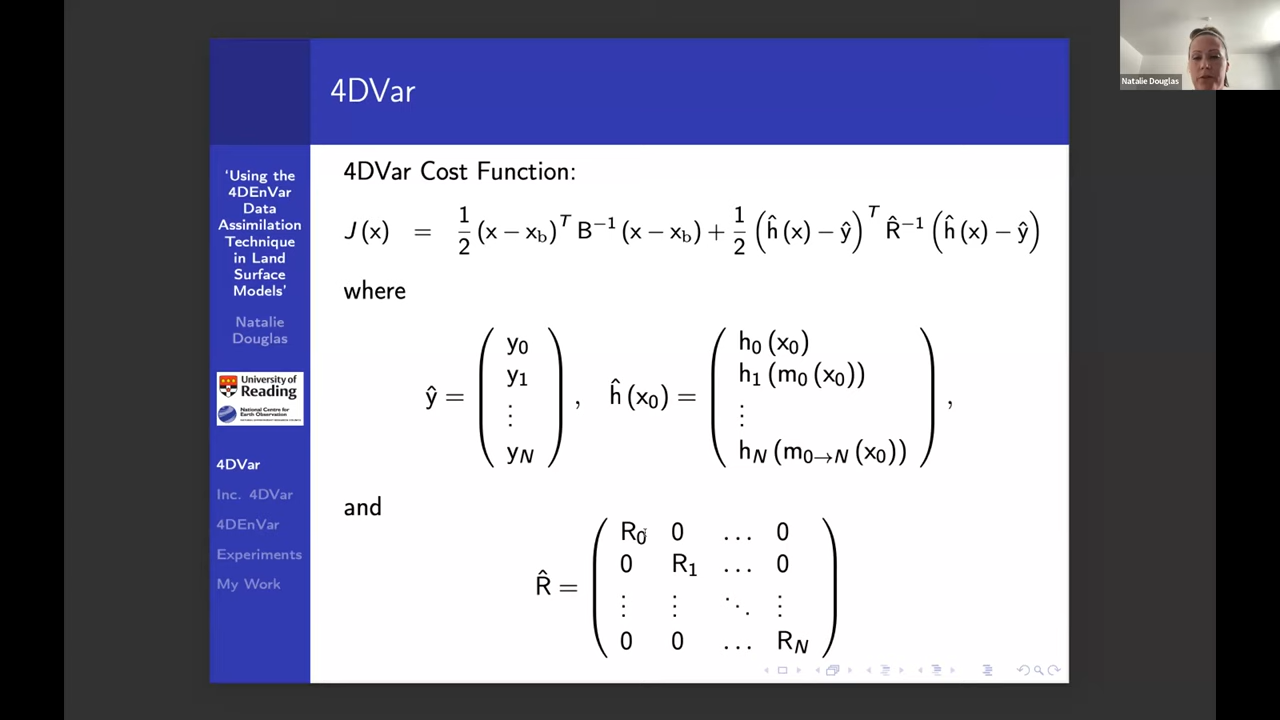 Natalie Douglas
4DVar
'Using the
4DEnVar
Data
Assimilation
Technique
in Land
Surface
Models'
Natalie
Douglas
University of
Reading
National Centre for
Earth Observation
4DVar
Inc. 4DVar
4DEnVar
Experiments
My Work
4DVar Cost Function:
J (x) = 1/2 (x − x_b)^T B^−1 (x − x_b) + 1/2 (ĥ (x) − ŷ)^T R̂^−1 (ĥ (x) − ŷ)
where
ŷ = ( y_0 y_1 ⋮ y_N ) , ĥ (x_0) = ( h_0 (x_0) h_1 (m_0 (x_0)) ⋮ h_N (m_0→N (x_0)) ) ,
and
R̂ = ( R_0 0 … 0
0 R_1 … 0
⋮ ⋮ ⋱ ⋮
0 0 … R_N )